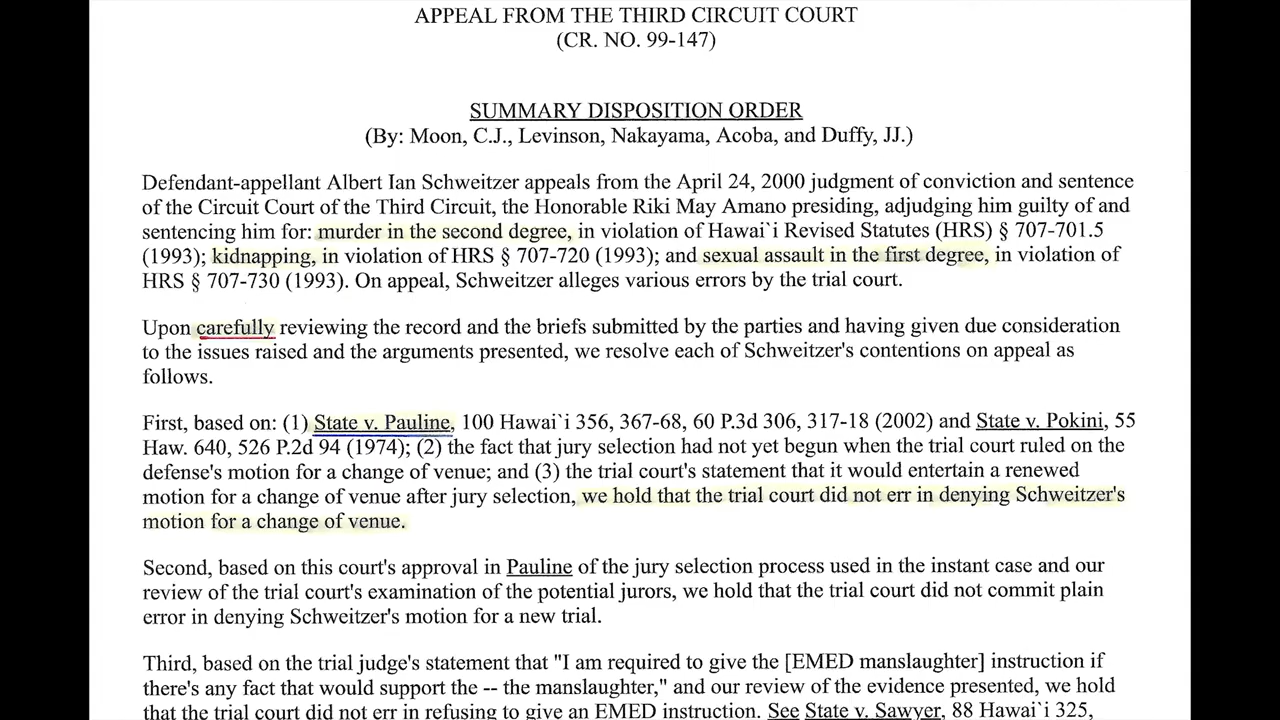 APPEAL FROM THE THIRD CIRCUIT COURT
(CR. NO. 99-147)
SUMMARY DISPOSITION ORDER
(By: Moon, C.J., Levinson, Nakayama, Acoba, and Duffy, JJ.)
Defendant-appellant Albert Ian Schweitzer appeals from the April 24, 2000 judgment of conviction and sentence
of the Circuit Court of the Third Circuit, the Honorable Riki May Amano presiding, adjudging him guilty of and
sentencing him for: murder in the second degree, in violation of Hawai`i Revised Statutes (HRS) § 707-701.5
(1993); kidnapping, in violation of HRS § 707-720 (1993); and sexual assault in the first degree, in violation of
HRS § 707-730 (1993). On appeal, Schweitzer alleges various errors by the trial court.
Upon carefully reviewing the record and the briefs submitted by the parties and having given due consideration
to the issues raised and the arguments presented, we resolve each of Schweitzer's contentions on appeal as
follows.
First, based on: (1) State v. Pauline, 100 Hawai`i 356, 367-68, 60 P.3d 306, 317-18 (2002) and State v. Pokini, 55
Haw. 640, 526 P.2d 94 (1974); (2) the fact that jury selection had not yet begun when the trial court ruled on the
defense's motion for a change of venue; and (3) the trial court's statement that it would entertain a renewed
motion for a change of venue after jury selection, we hold that the trial court did not err in denying Schweitzer's
motion for a change of venue.
Second, based on this court's approval in Pauline of the jury selection process used in the instant case and our
review of the trial court's examination of the potential jurors, we hold that the trial court did not commit plain
error in denying Schweitzer's motion for a new trial.
Third, based on the trial judge's statement that "I am required to give the [EMED manslaughter] instruction if
there's any fact that would support the -- the manslaughter," and our review of the evidence presented, we hold
that the trial court did not err in refusing to give an EMED instruction. See State v. Sawyer, 88 Hawai`i 325,